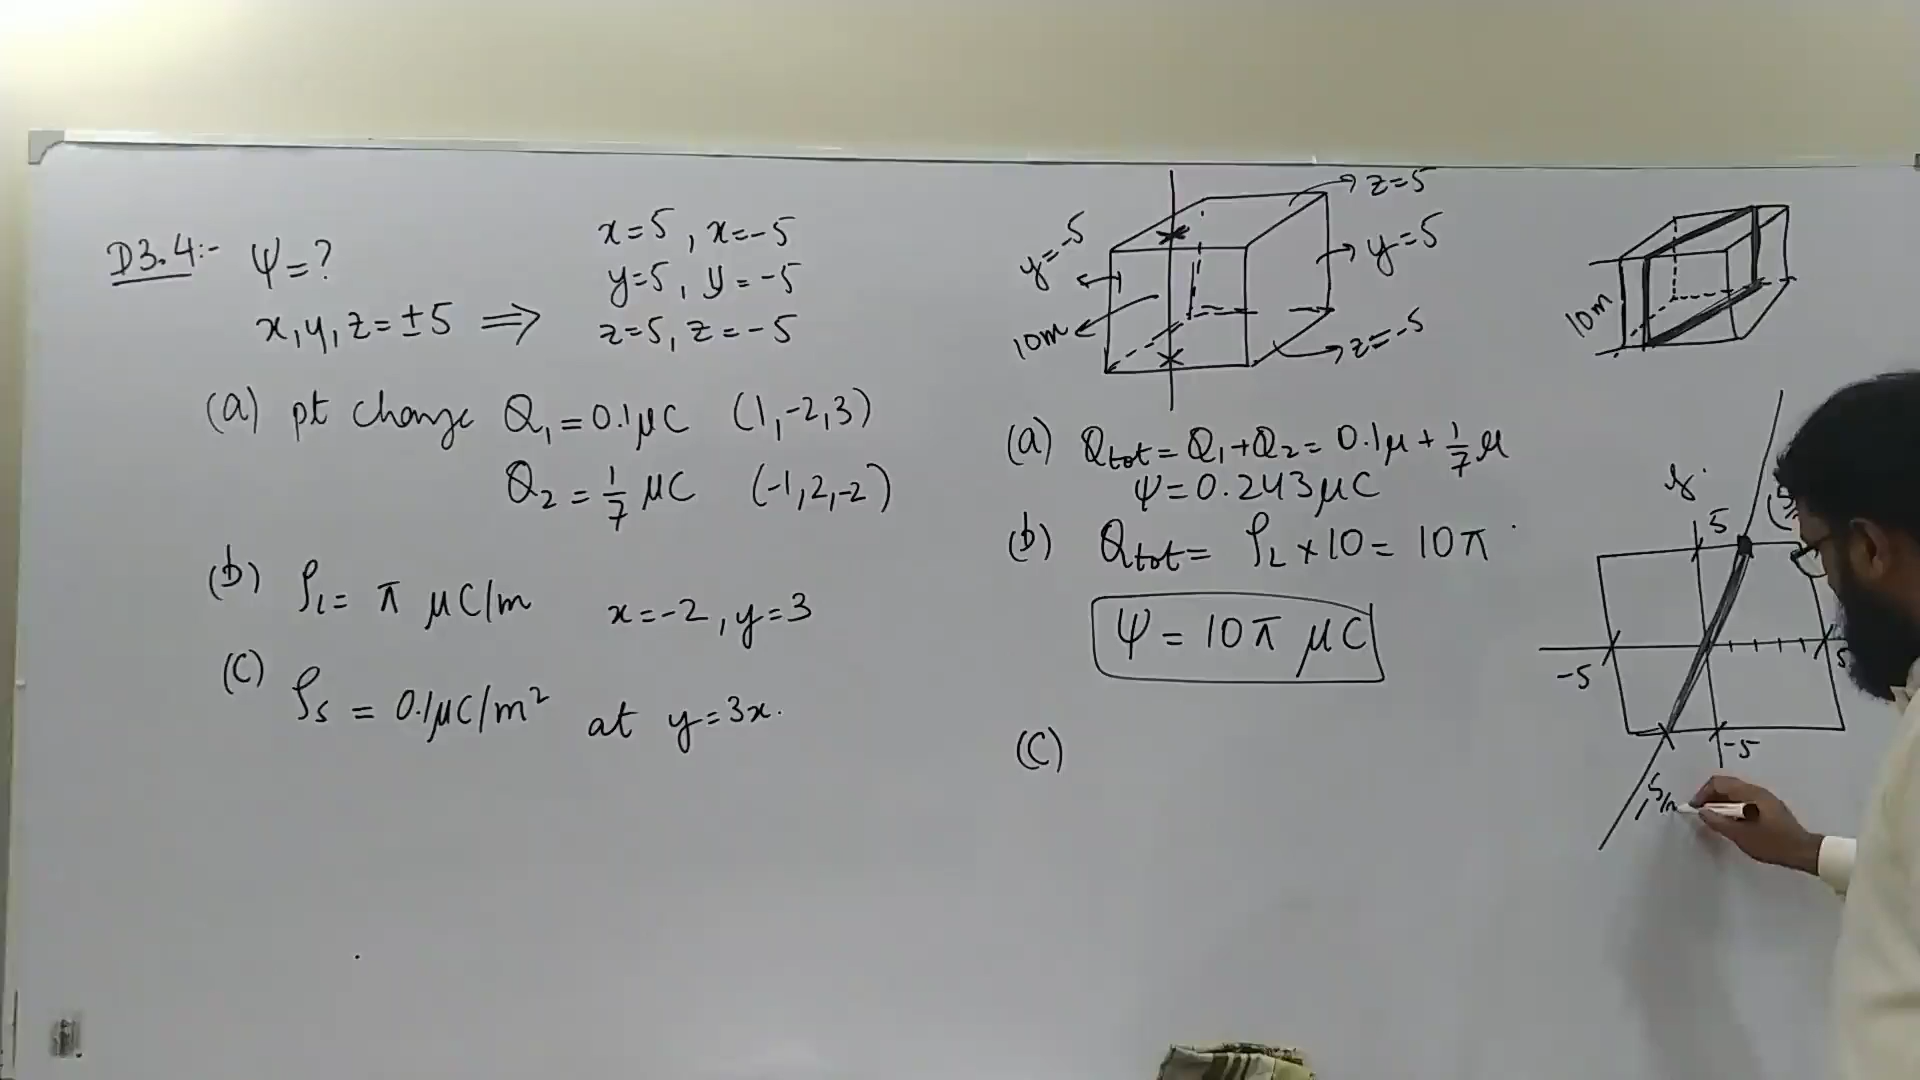 D3.4:- ψ=?
x=5, x=-5
y=5, y=-5
x,y,z=±5 ⇒ z=5, z=-5
(a) pt charge Q₁=0.1μC (1,-2,3)
Q₂=1/7 μC (-1,2,-2)
(b) ρL= π μC/m x=-2, y=3
(c) ρs = 0.1μC/m² at y=3x.
z=5
y=-5
y=5
10m
z=-5
(a) Qtot=Q₁+Q₂=0.1μ+1/7 μ
ψ=0.243μC
(b) Qtot= ρL×10= 10π
ψ=10π μC
(c)
10m
y
5
-5
5
-5